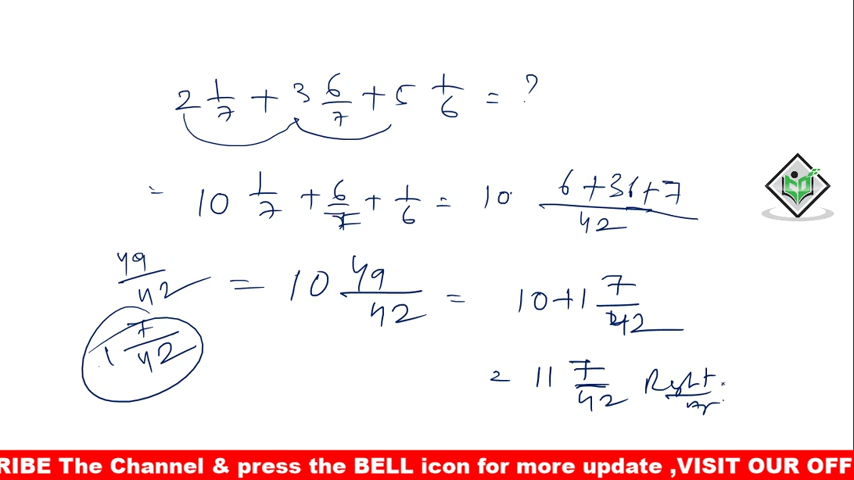 2 1/7 + 3 6/7 + 5 1/6 = ?
= 10 1/7 + 6/7 + 1/6 = 10 (6+36+7)/42
49/42 = 10 49/42 = 10+1 7/42
1 7/42
= 11 7/42 Right
RIBE The Channel & press the BELL icon for more update ,VISIT OUR OFF